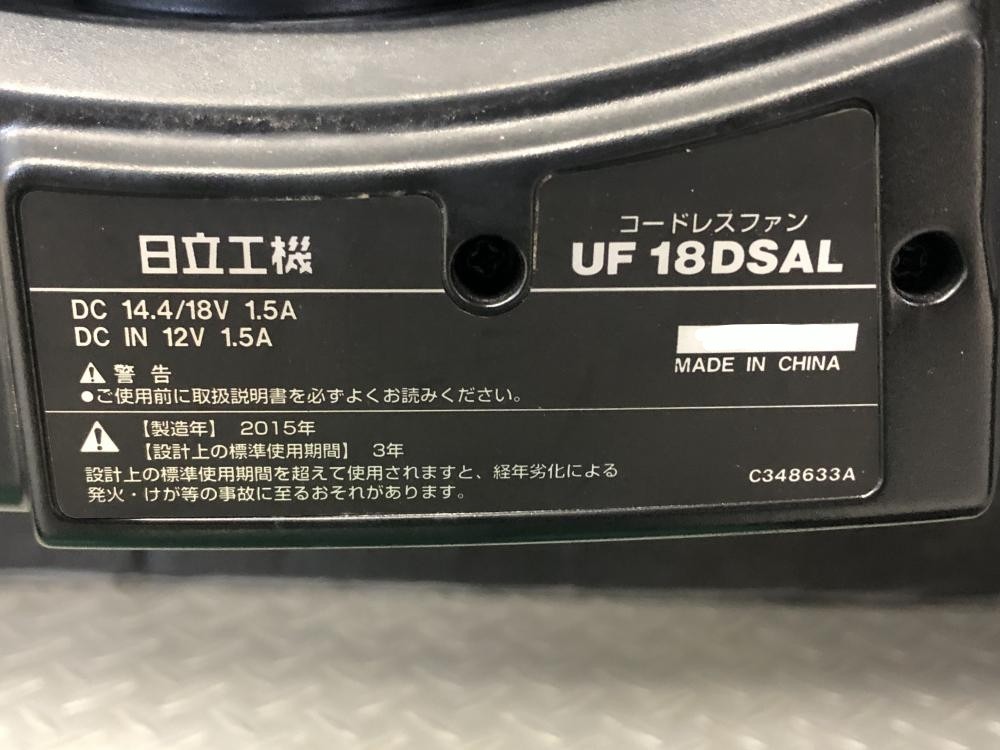 日立工機
コードレスファン
UF 18DSAL
DC 14.4/18V 1.5A
DC IN 12V 1.5A
MADE IN CHINA
⚠警告
●ご使用前に取扱説明書を必ずよくお読みください。
⚠【製造年】 2015年
【設計上の標準使用期間】 3年
設計上の標準使用期間を超えて使用されますと、経年劣化による
発火・けが等の事故に至るおそれがあります。
C348633A